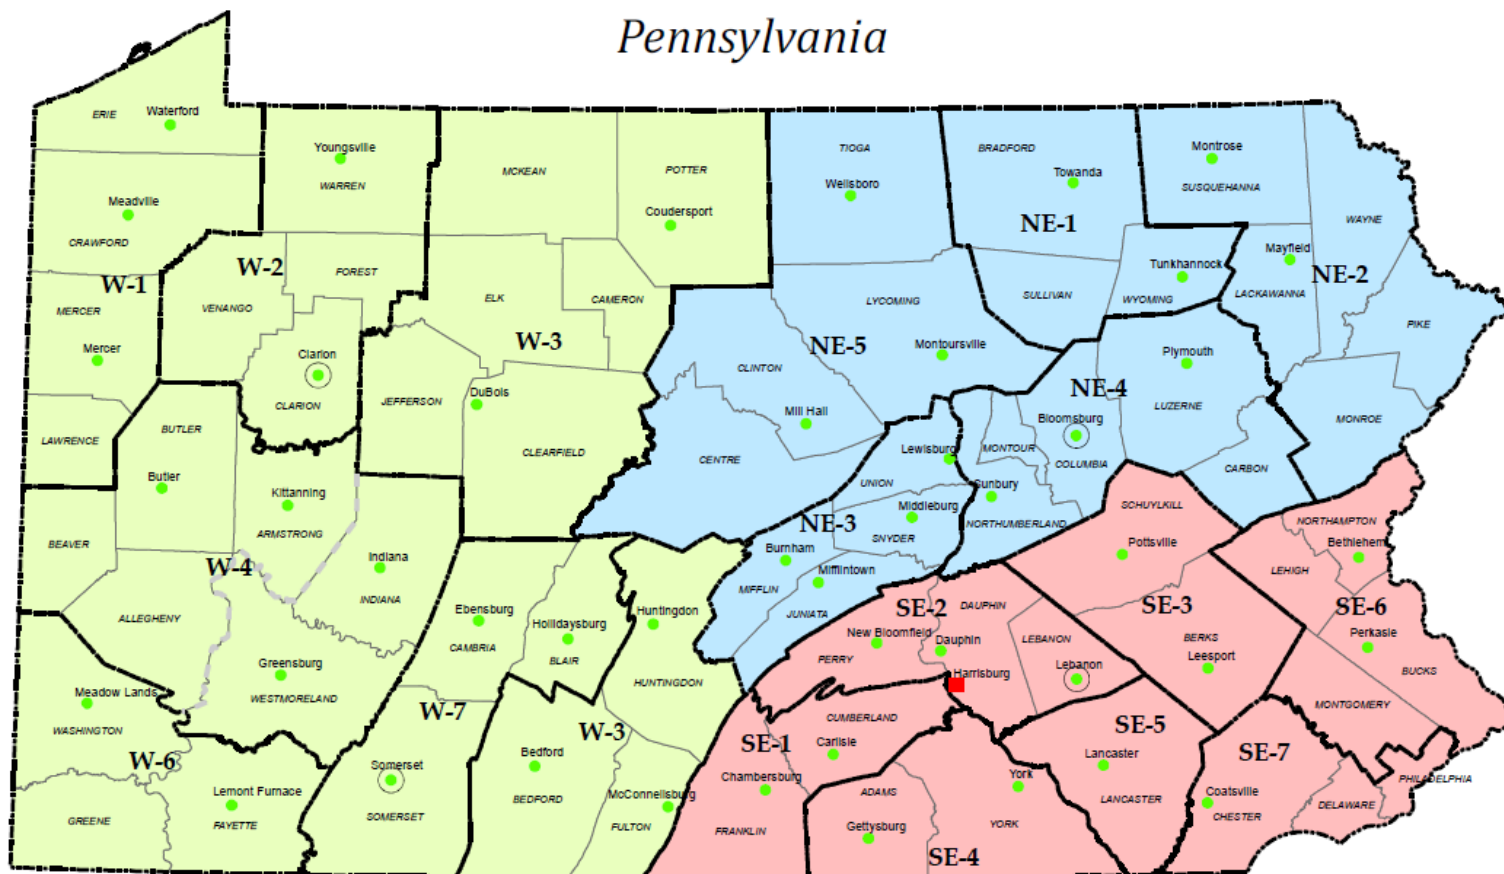 Pennsylvania
ERIE
Waterford
Youngsville
WARREN
MCKEAN
POTTER
Coudersport
TIOGA
Wellsboro
BRADFORD
Towanda
Montrose
SUSQUEHANNA
WAYNE
Meadville
CRAWFORD
W-1
W-2
FOREST
NE-1
Mayfield
NE-2
Tunkhannock
MERCER
VENANGO
ELK
CAMERON
LYCOMING
SULLIVAN
WYOMING
LACKAWANNA
PIKE
Mercer
Clarion
W-3
NE-5
Montoursville
Plymouth
CLINTON
DuBois
JEFFERSON
CLARION
NE-4
LUZERNE
MONROE
LAWRENCE
BUTLER
Mill Hall
Bloomsburg
CLEARFIELD
CENTRE
Lewisburg
MONTOUR
COLUMBIA
CARBON
Butler
Kittanning
UNION
Sunbury
SCHUYLKILL
ARMSTRONG
NE-3
Middleburg
NORTHUMBERLAND
NORTHAMPTON
BEAVER
SNYDER
Bethlehem
W-4
Indiana
Burnham
Mifflintown
Pottsville
LEHIGH
INDIANA
MIFFLIN
JUNIATA
ALLEGHENY
Ebensburg
Hollidaysburg
Huntingdon
SE-2
DAUPHIN
SE-3
SE-6
New Bloomfield
Dauphin
LEBANON
BERKS
Perkasie
CAMBRIA
BLAIR
PERRY
Leesport
Greensburg
WESTMORELAND
HUNTINGDON
Harrisburg
Lebanon
BUCKS
Meadow Lands
WASHINGTON
W-7
W-3
CUMBERLAND
SE-5
MONTGOMERY
W-6
Bedford
SE-1
Carlisle
Lancaster
SE-7
Somerset
Chambersburg
York
PHILADELPHIA
Lemont Furnace
BEDFORD
McConnellsburg
ADAMS
LANCASTER
Coatsville
DELAWARE
GREENE
FAYETTE
SOMERSET
FULTON
FRANKLIN
Gettysburg
YORK
CHESTER
SE-4